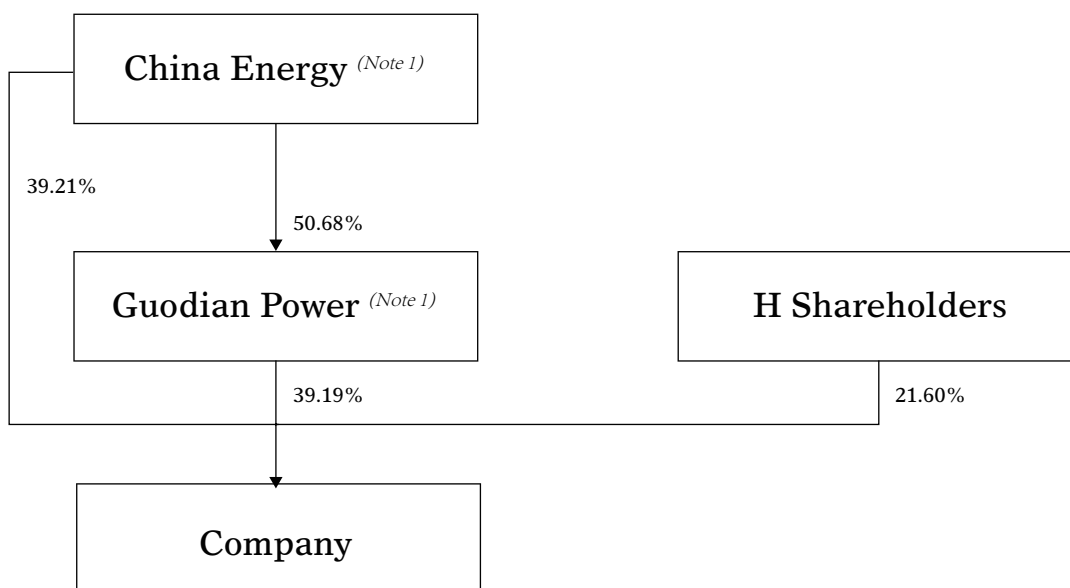 China Energy (Note 1)
39.21%
50.68%
Guodian Power (Note 1)
H Shareholders
39.19%
21.60%
Company